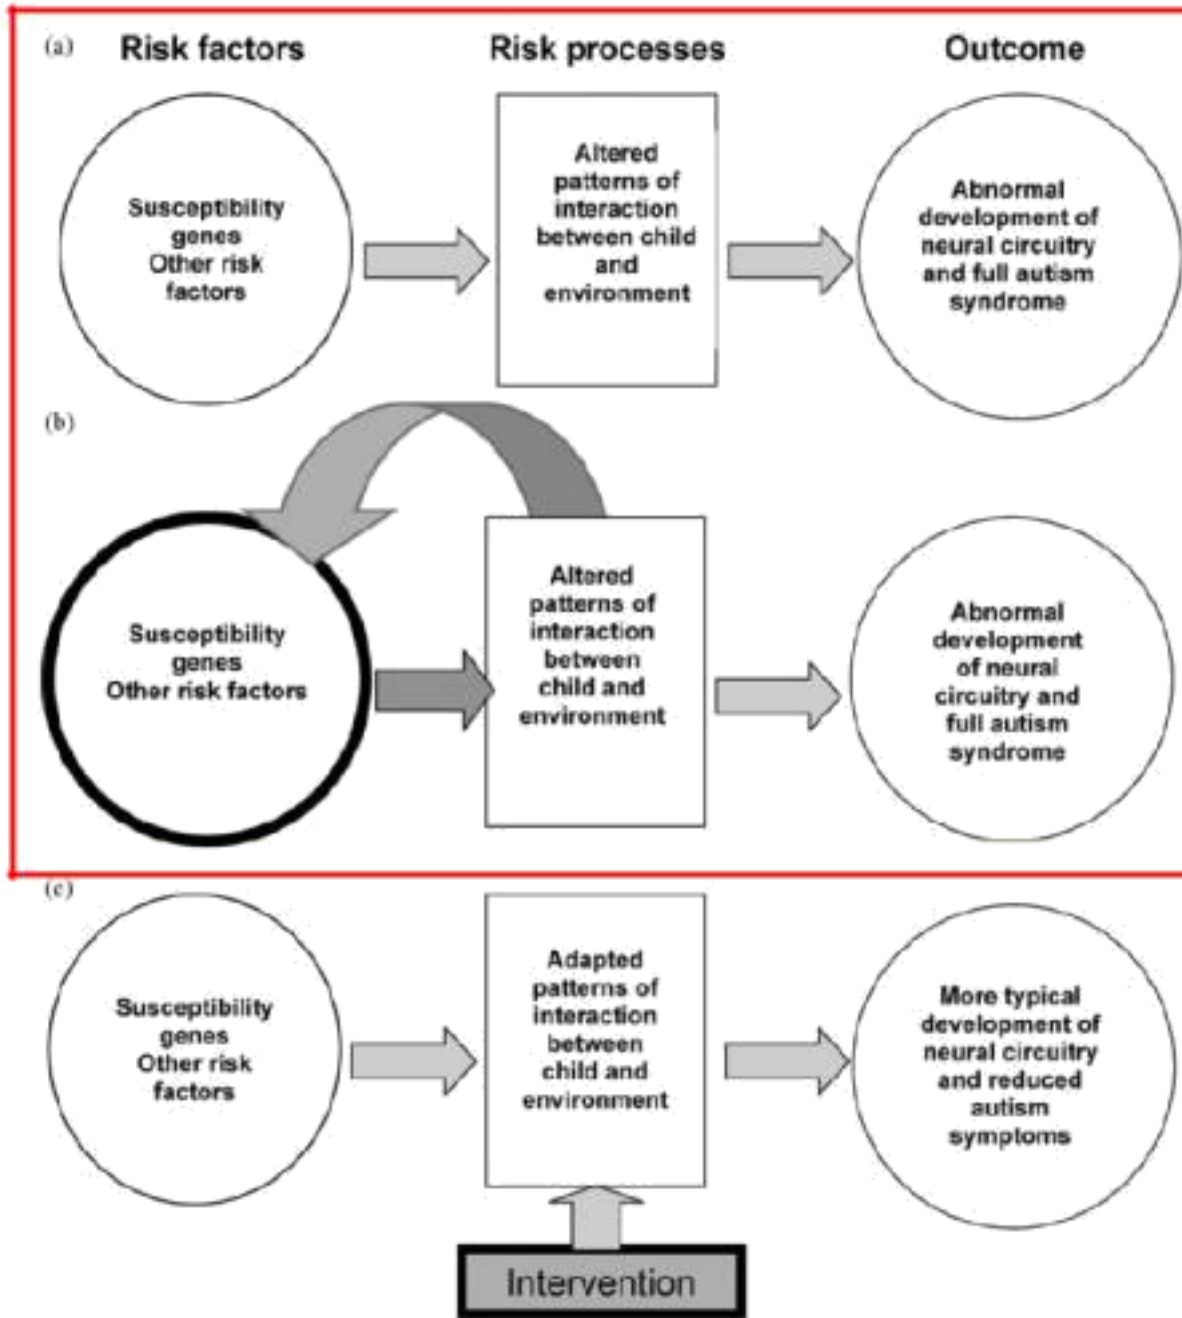 (a)
Risk factors
Risk processes
Outcome
Susceptibility
genes
Other risk
factors
Altered
patterns of
interaction
between child
and
environment
Abnormal
development of
neural circuitry
and full autism
syndrome
(b)
Susceptibility
genes
Other risk factors
Altered
patterns of
interaction
between
child and
environment
Abnormal
development
of neural
circuitry and
full autism
syndrome
(c)
Susceptibility
genes
Other risk
factors
Adapted
patterns of
interaction
between
child and
environment
More typical
development of
neural circuitry
and reduced
autism
symptoms
Intervention